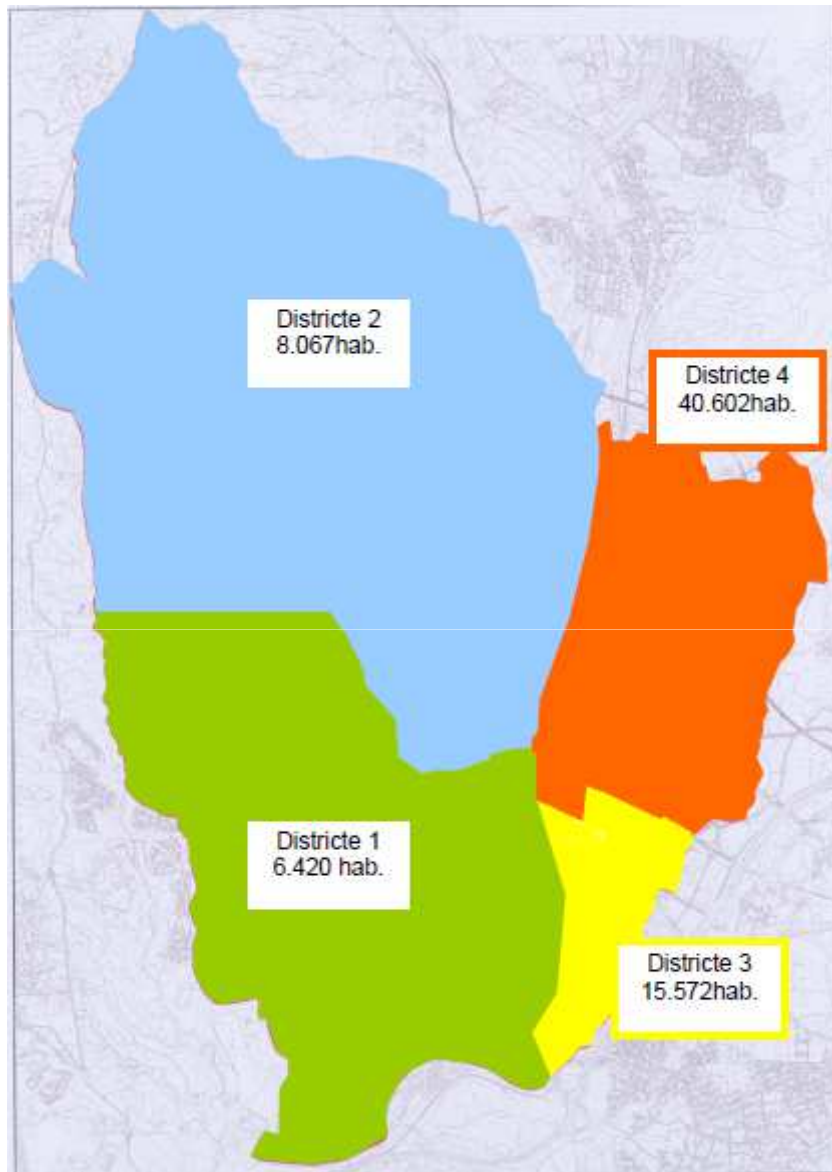 Districte 2
8.067hab.
Districte 4
40.602hab.
Districte 1
6.420 hab.
Districte 3
15.572hab.